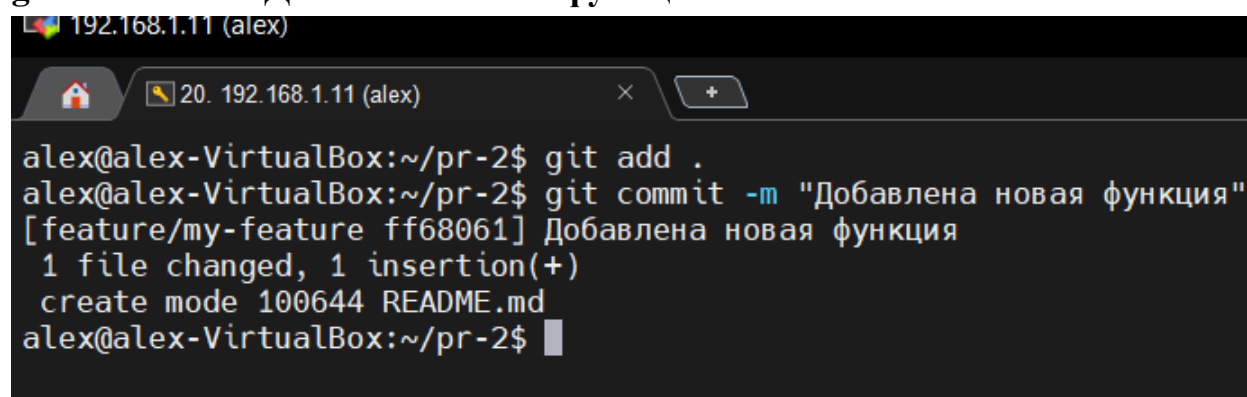 192.168.1.11 (alex)
20. 192.168.1.11 (alex)
alex@alex-VirtualBox:~/pr-2$ git add .
alex@alex-VirtualBox:~/pr-2$ git commit -m "Добавлена новая функция"
[feature/my-feature ff68061] Добавлена новая функция
1 file changed, 1 insertion(+)
create mode 100644 README.md
alex@alex-VirtualBox:~/pr-2$